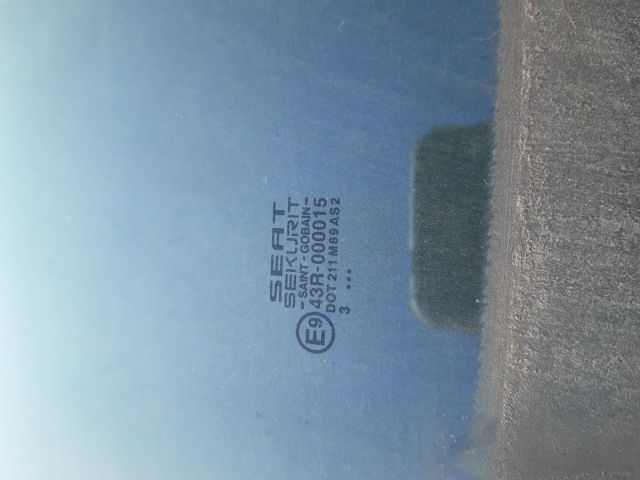 SEAT
SEKURIT
SAINT-GOBAIN
E9 43R-000015
DOT 211 M89 AS2
3 ...